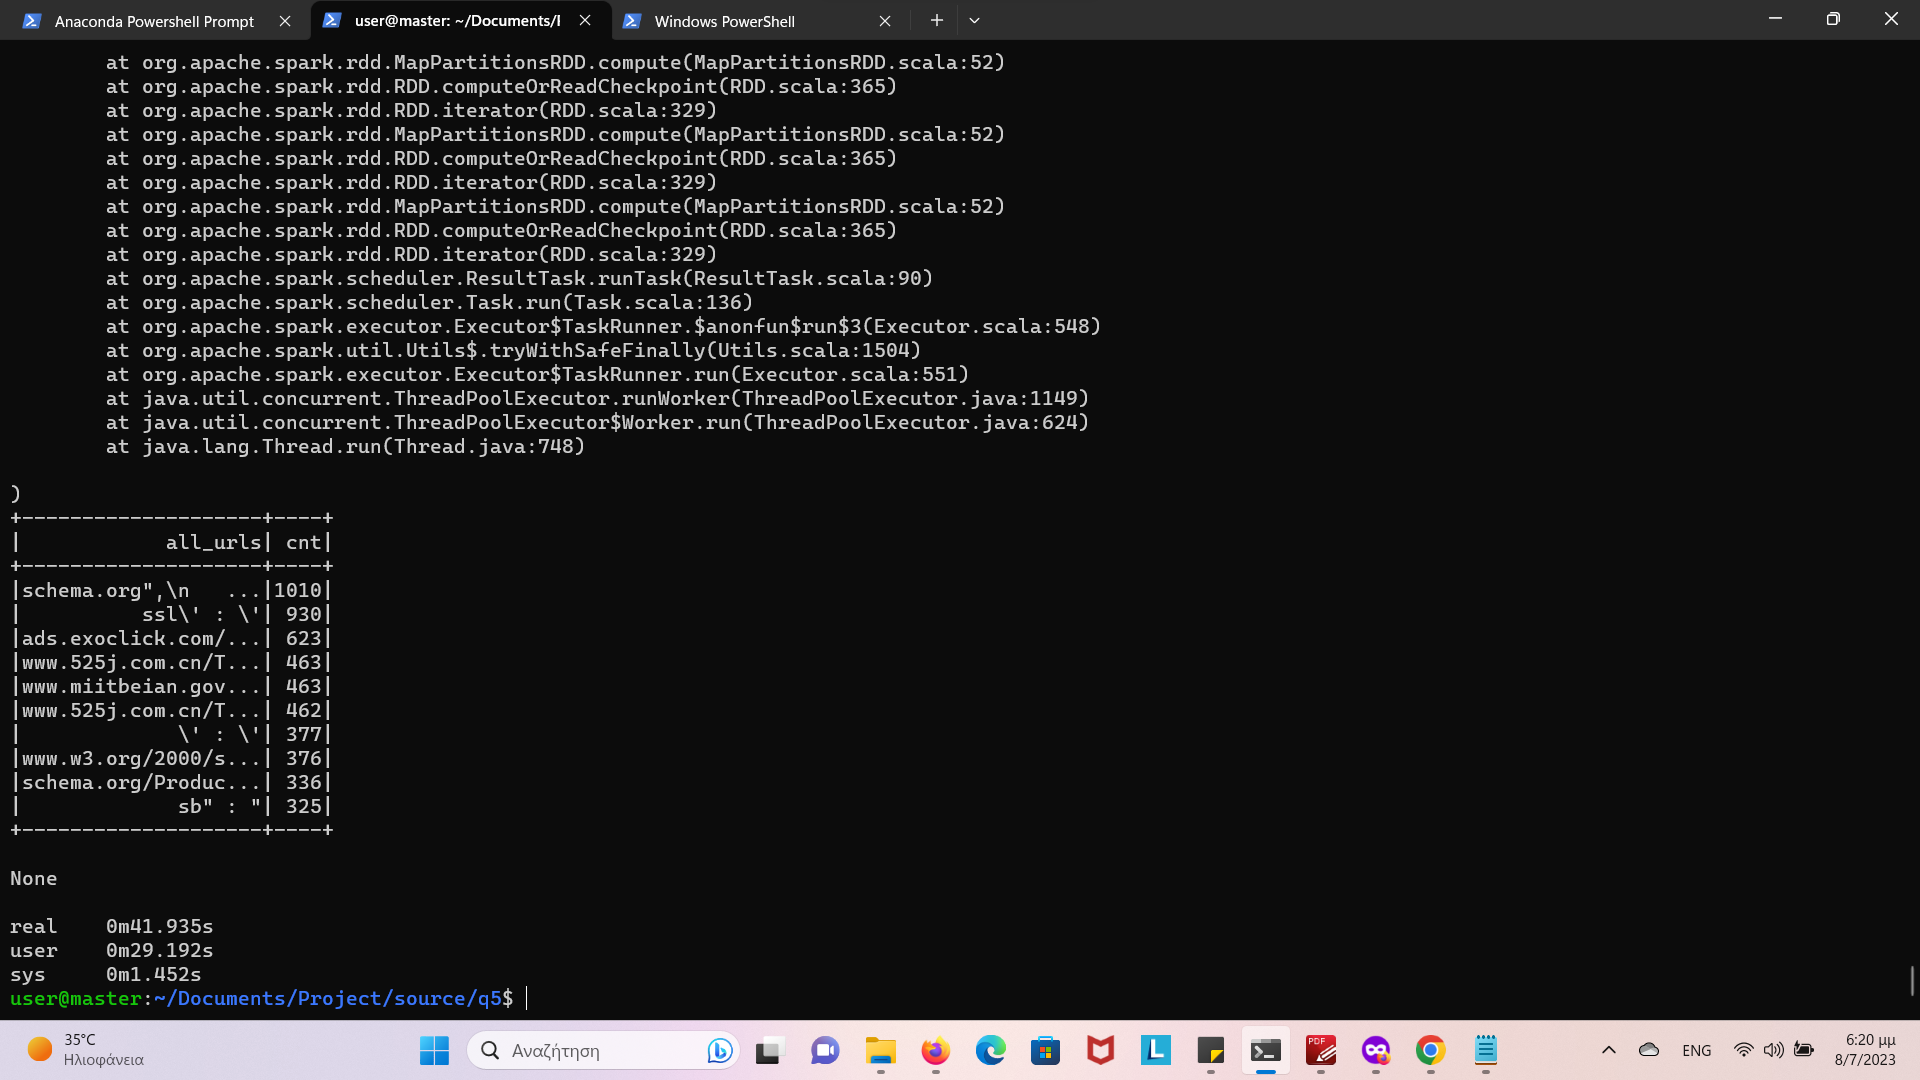 Anaconda Powershell Prompt
user@master: ~/Documents/I
Windows PowerShell
at org.apache.spark.rdd.MapPartitionsRDD.compute(MapPartitionsRDD.scala:52)
at org.apache.spark.rdd.RDD.computeOrReadCheckpoint(RDD.scala:365)
at org.apache.spark.rdd.RDD.iterator(RDD.scala:329)
at org.apache.spark.rdd.MapPartitionsRDD.compute(MapPartitionsRDD.scala:52)
at org.apache.spark.rdd.RDD.computeOrReadCheckpoint(RDD.scala:365)
at org.apache.spark.rdd.RDD.iterator(RDD.scala:329)
at org.apache.spark.rdd.MapPartitionsRDD.compute(MapPartitionsRDD.scala:52)
at org.apache.spark.rdd.RDD.computeOrReadCheckpoint(RDD.scala:365)
at org.apache.spark.rdd.RDD.iterator(RDD.scala:329)
at org.apache.spark.scheduler.ResultTask.runTask(ResultTask.scala:90)
at org.apache.spark.scheduler.Task.run(Task.scala:136)
at org.apache.spark.executor.Executor$TaskRunner.$anonfun$run$3(Executor.scala:548)
at org.apache.spark.util.Utils$.tryWithSafeFinally(Utils.scala:1504)
at org.apache.spark.executor.Executor$TaskRunner.run(Executor.scala:551)
at java.util.concurrent.ThreadPoolExecutor.runWorker(ThreadPoolExecutor.java:1149)
at java.util.concurrent.ThreadPoolExecutor$Worker.run(ThreadPoolExecutor.java:624)
at java.lang.Thread.run(Thread.java:748)
)
+--------------------+----+
|            all_urls| cnt|
+--------------------+----+
|schema.org",\n   ...|1010|
|          ssl\' : \'| 930|
|ads.exoclick.com/...| 623|
|www.525j.com.cn/T...| 463|
|www.miitbeian.gov...| 463|
|www.525j.com.cn/T...| 462|
|             \' : \'| 377|
|www.w3.org/2000/s...| 376|
|schema.org/Produc...| 336|
|             sb" : "| 325|
+--------------------+----+
None
real    0m41.935s
user    0m29.192s
sys     0m1.452s
user@master:~/Documents/Project/source/q5$
35°C
Ηλιοφάνεια
Αναζήτηση
PDF
ENG
6:20 μμ
8/7/2023